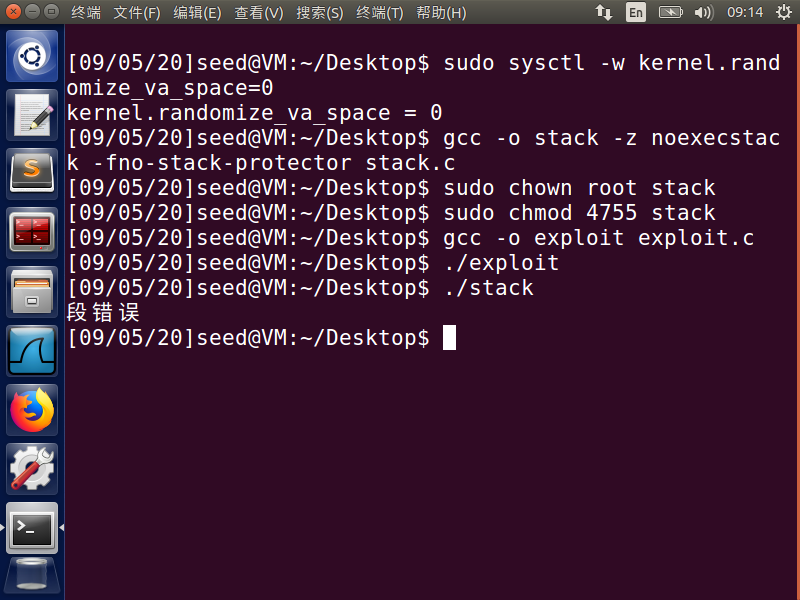 终端 文件(F) 编辑(E) 查看(V) 搜索(S) 终端(T) 帮助(H) En 09:14
[09/05/20]seed@VM:~/Desktop$ sudo sysctl -w kernel.rand
omize_va_space=0
kernel.randomize_va_space = 0
[09/05/20]seed@VM:~/Desktop$ gcc -o stack -z noexecstac
k -fno-stack-protector stack.c
[09/05/20]seed@VM:~/Desktop$ sudo chown root stack
[09/05/20]seed@VM:~/Desktop$ sudo chmod 4755 stack
[09/05/20]seed@VM:~/Desktop$ gcc -o exploit exploit.c
[09/05/20]seed@VM:~/Desktop$ ./exploit
[09/05/20]seed@VM:~/Desktop$ ./stack
段错误
[09/05/20]seed@VM:~/Desktop$